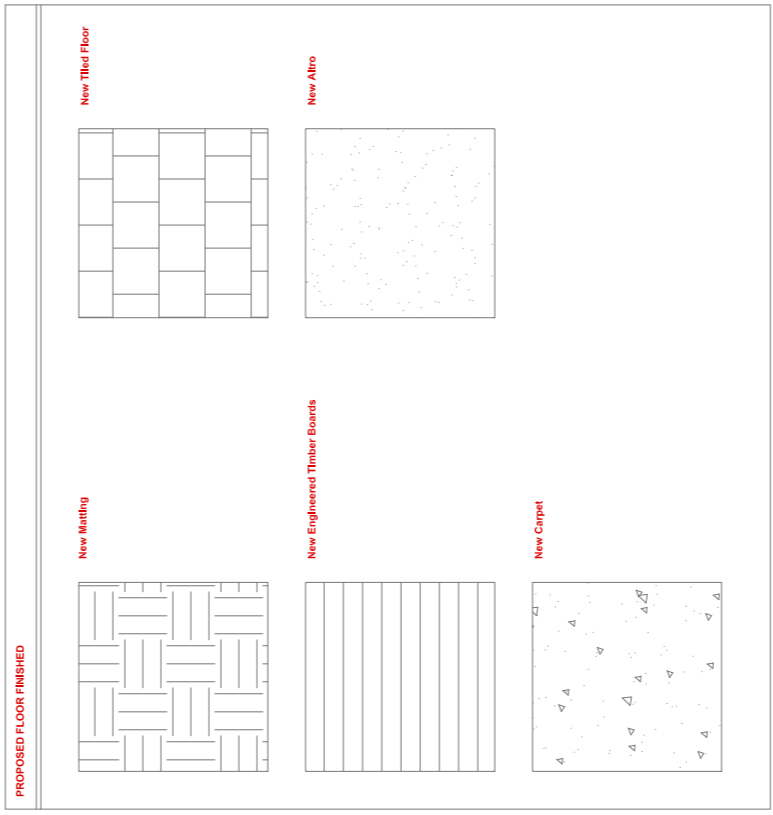 PROPOSED FLOOR FINISHED
New Matting
New Tiled Floor
New Engineered Timber Boards
New Altro
New Carpet